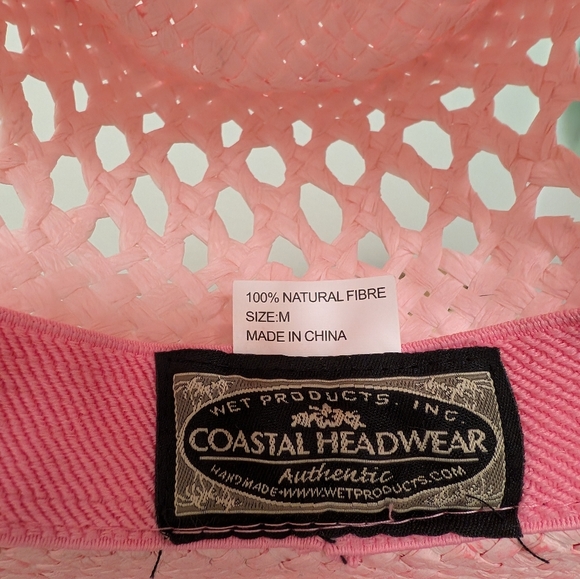 100% NATURAL FIBRE
SIZE:M
MADE IN CHINA
WET PRODUCTS, INC.
COASTAL HEADWEAR
Authentic
HANDMADE•WWW.WETPRODUCTS.COM